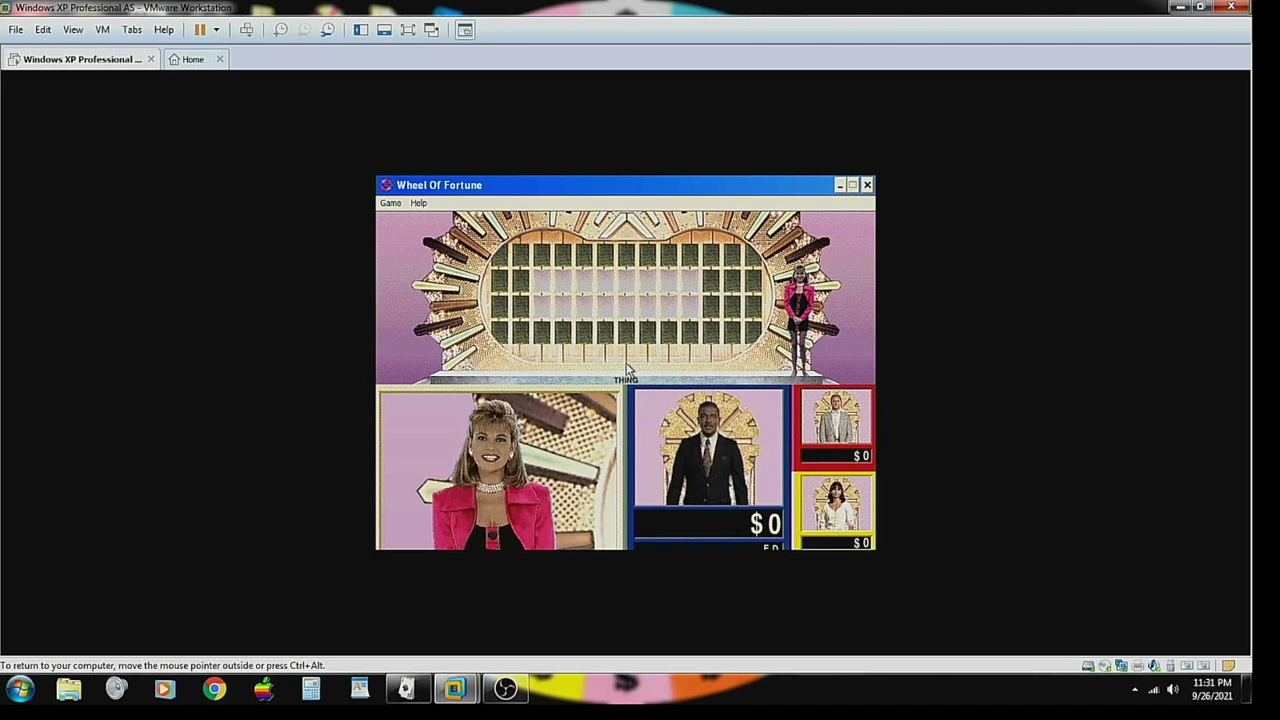 Windows XP Professional AS - VMware Workstation
File Edit View VM Tabs Help
Windows XP Professional ...
Home
Wheel Of Fortune
Game Help
THING
$ 0
$ 0
$ 0
To return to your computer, move the mouse pointer outside or press Ctrl+Alt.
11:31 PM
9/26/2021